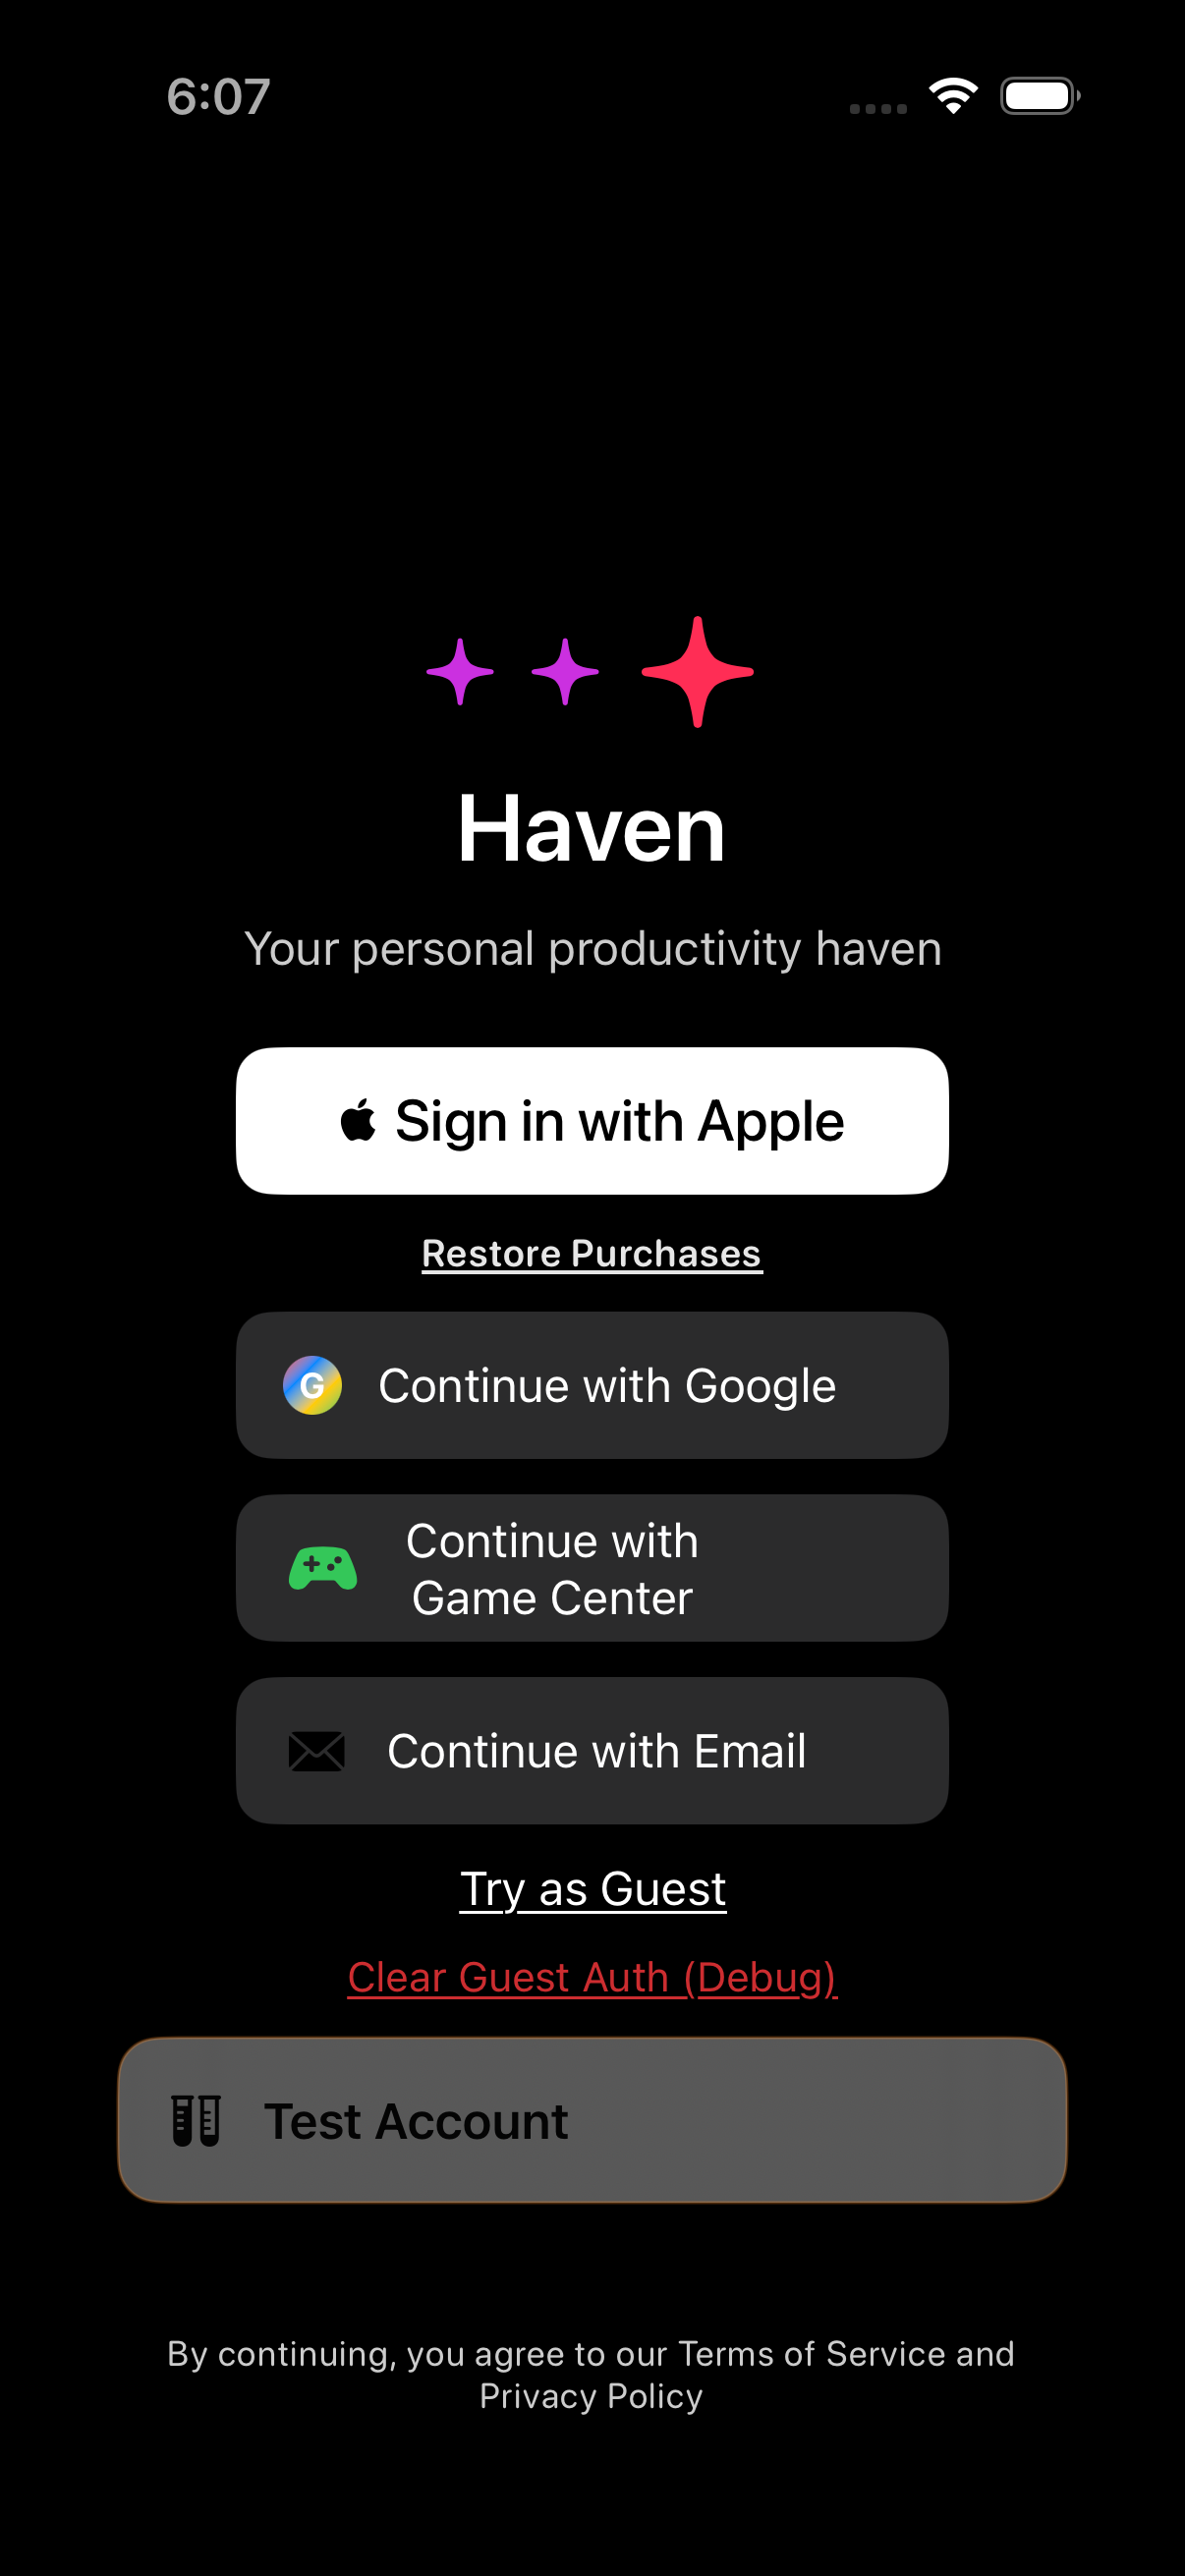 6:07
Haven
Your personal productivity haven
Sign in with Apple
Restore Purchases
G Continue with Google
Continue with
Game Center
Continue with Email
Try as Guest
Clear Guest Auth (Debug)
Test Account
By continuing, you agree to our Terms of Service and
Privacy Policy